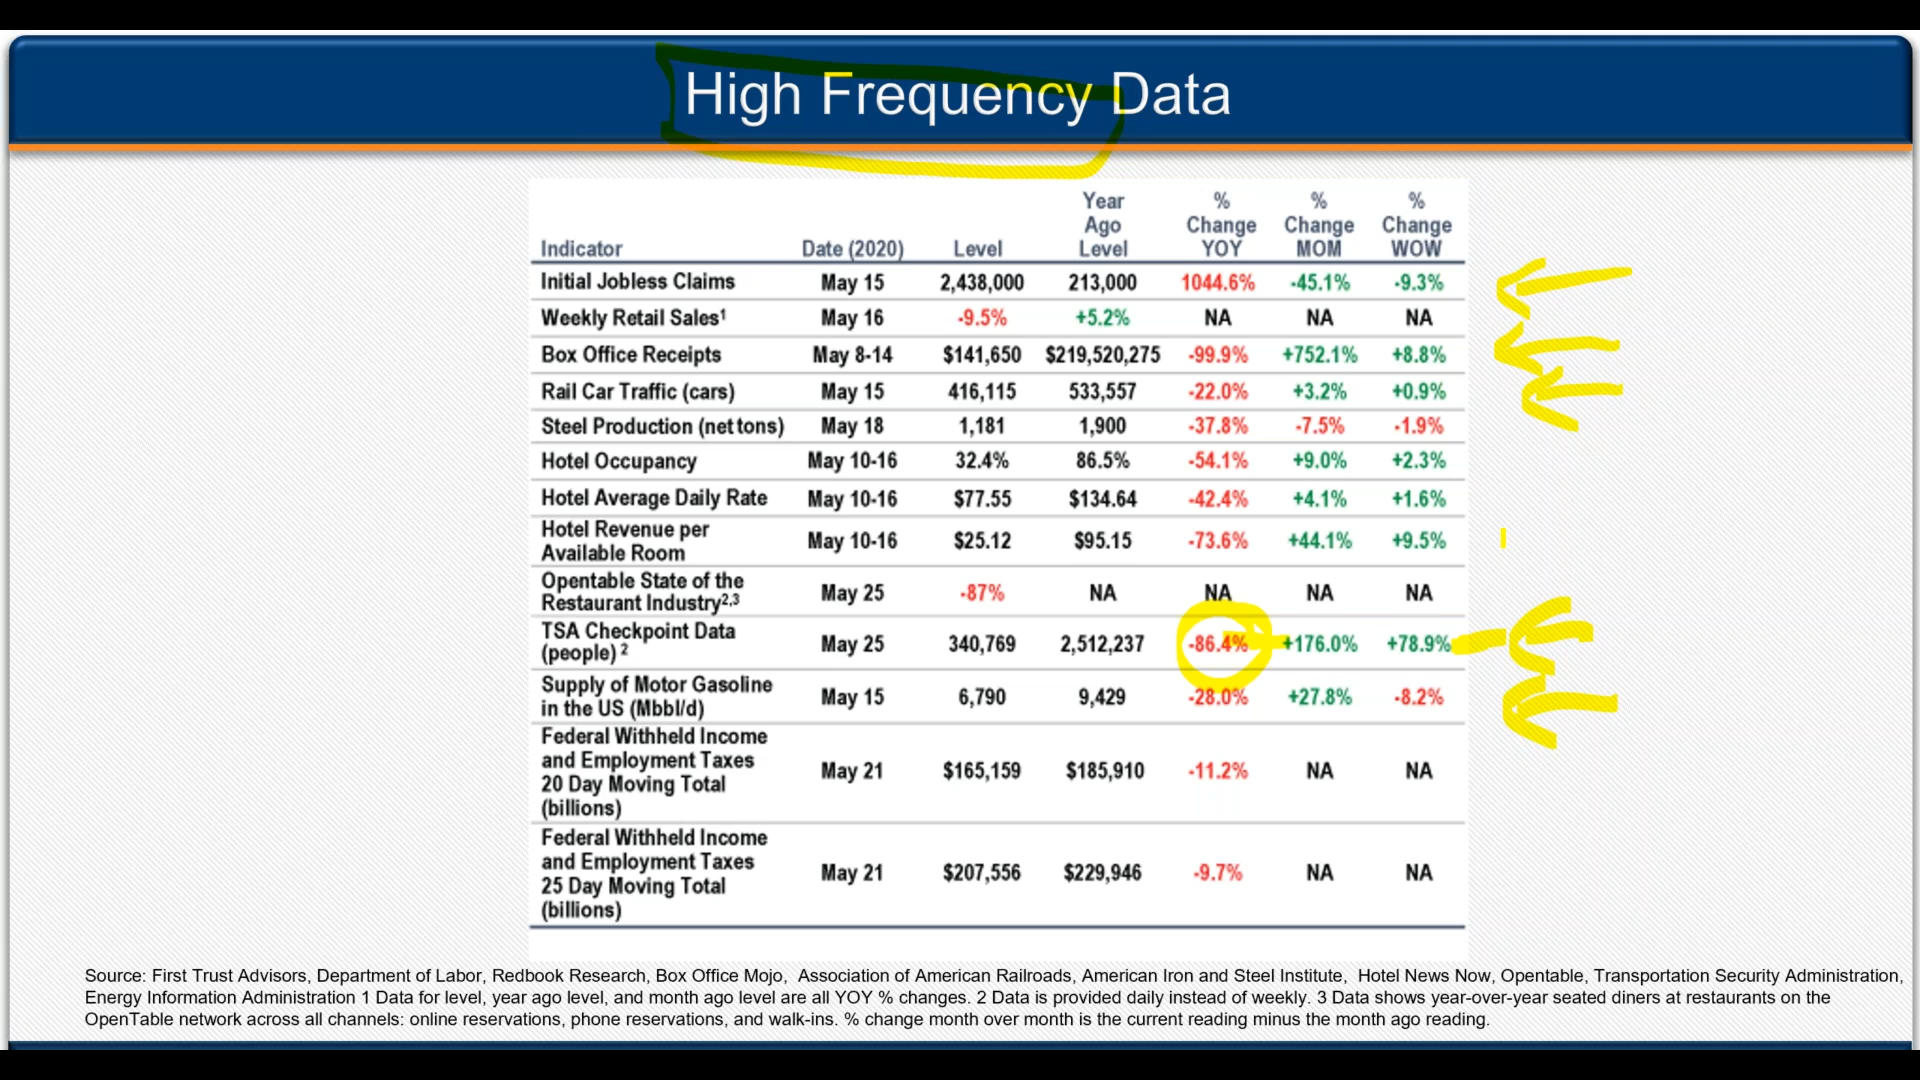 High Frequency Data
Indicator Date (2020) Level Year Ago Level % Change YOY % Change MOM % Change WOW
Initial Jobless Claims May 15 2,438,000 213,000 1044.6% -45.1% -9.3%
Weekly Retail Sales¹ May 16 -9.5% +5.2% NA NA NA
Box Office Receipts May 8-14 $141,650 $219,520,275 -99.9% +752.1% +8.8%
Rail Car Traffic (cars) May 15 416,115 533,557 -22.0% +3.2% +0.9%
Steel Production (net tons) May 18 1,181 1,900 -37.8% -7.5% -1.9%
Hotel Occupancy May 10-16 32.4% 86.5% -54.1% +9.0% +2.3%
Hotel Average Daily Rate May 10-16 $77.55 $134.64 -42.4% +4.1% +1.6%
Hotel Revenue per
Available Room May 10-16 $25.12 $95.15 -73.6% +44.1% +9.5%
Opentable State of the
Restaurant Industry²,³ May 25 -87% NA NA NA NA
TSA Checkpoint Data
(people) ² May 25 340,769 2,512,237 -86.4% +176.0% +78.9%
Supply of Motor Gasoline
in the US (Mbbl/d) May 15 6,790 9,429 -28.0% +27.8% -8.2%
Federal Withheld Income
and Employment Taxes
20 Day Moving Total
(billions) May 21 $165,159 $185,910 -11.2% NA NA
Federal Withheld Income
and Employment Taxes
25 Day Moving Total
(billions) May 21 $207,556 $229,946 -9.7% NA NA
Source: First Trust Advisors, Department of Labor, Redbook Research, Box Office Mojo, Association of American Railroads, American Iron and Steel Institute, Hotel News Now, Opentable, Transportation Security Administration,
Energy Information Administration 1 Data for level, year ago level, and month ago level are all YOY % changes. 2 Data is provided daily instead of weekly. 3 Data shows year-over-year seated diners at restaurants on the
OpenTable network across all channels: online reservations, phone reservations, and walk-ins. % change month over month is the current reading minus the month ago reading.